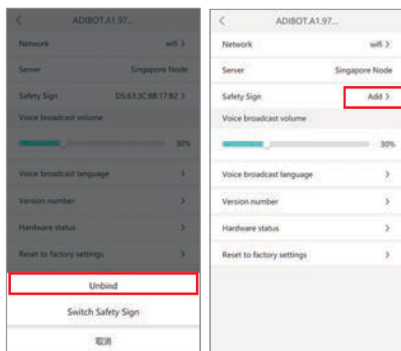 ADIBOT.A1.97...
Network wifi >
Server Singapore Node
Safety Sign D5:63:3C:8B:17:B2 >
Voice broadcast volume
30%
Voice broadcast language >
Version number >
Hardware status >
Reset to factory settings >
Unbind
Switch Safety Sign
取消
ADIBOT.A1.97...
Network wifi >
Server Singapore Node
Safety Sign Add >
Voice broadcast volume
30%
Voice broadcast language >
Version number >
Hardware status >
Reset to factory settings >